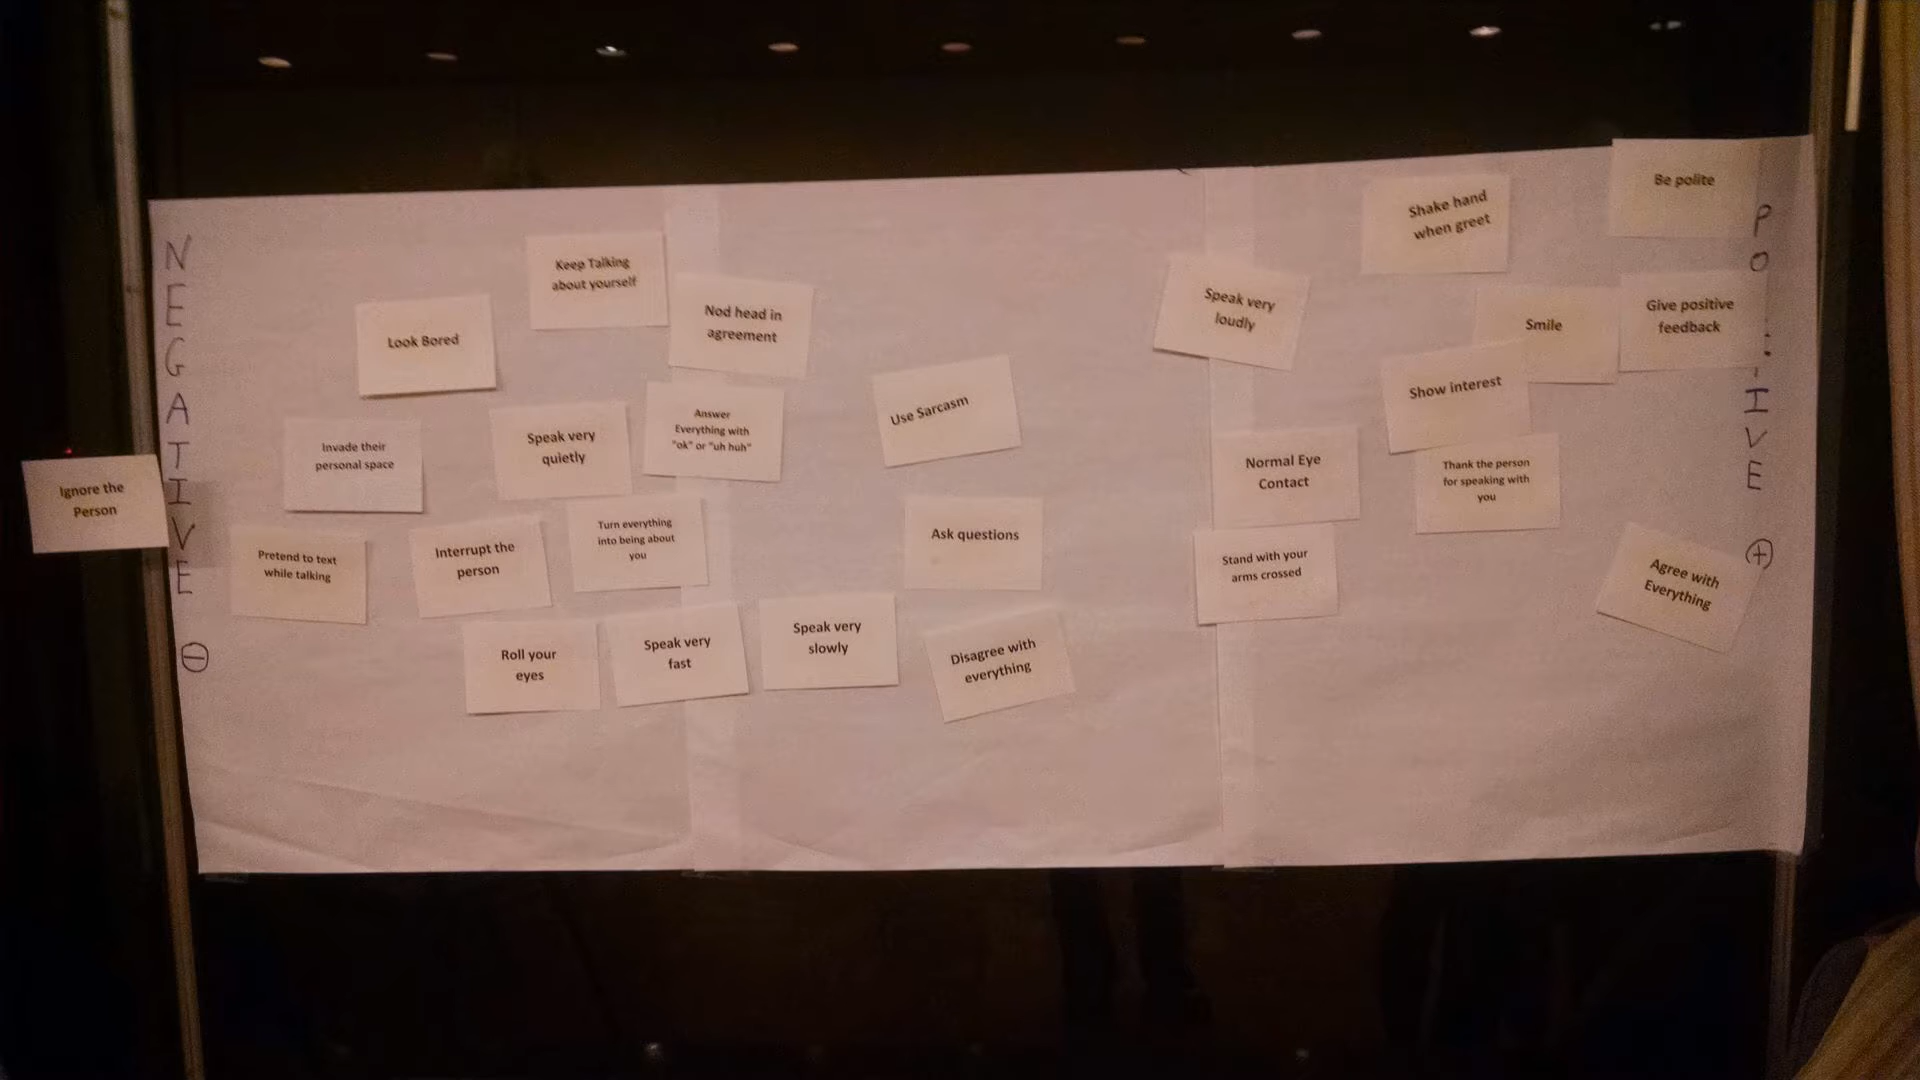 NEGATIVE
⊖
Ignore the
Person
Look Bored
Keep Talking
about yourself
Nod head in
agreement
Invade their
personal space
Speak very
quietly
Answer
Everything with
"ok" or "uh huh"
Pretend to text
while talking
Interrupt the
person
Turn everything
into being about
you
Roll your
eyes
Speak very
fast
Speak very
slowly
Use Sarcasm
Ask questions
Disagree with
everything
Speak very
loudly
Shake hand
when greet
Be polite
Smile
Give positive
feedback
Show interest
Normal Eye
Contact
Thank the person
for speaking with
you
Stand with your
arms crossed
Agree with
Everything
⊕